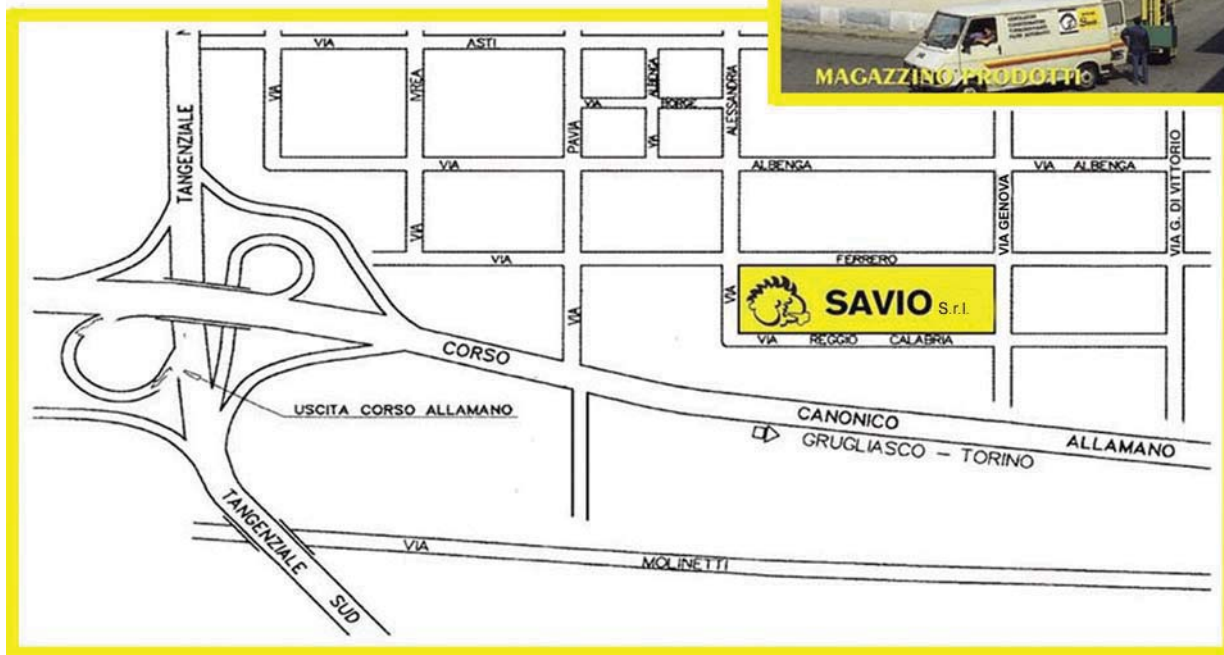 MAGAZZINO PRODOTTI
VIA ASTI
TANGENZIALE
VIA
IVREA
VIA
PAVIA
VIA
ALBENGA
VIA
VIA BORGE
ALESSANDRIA
VIA
VIA ALBENGA
VIA ALBENGA
VIA GENOVA
VIA G. DI VITTORIO
VIA FERRERO
SAVIO S.r.l.
VIA REGGIO CALABRIA
CORSO CANONICO ALLAMANO
USCITA CORSO ALLAMANO
GRUGLIASCO - TORINO
TANGENZIALE SUD
VIA MOLINETTI